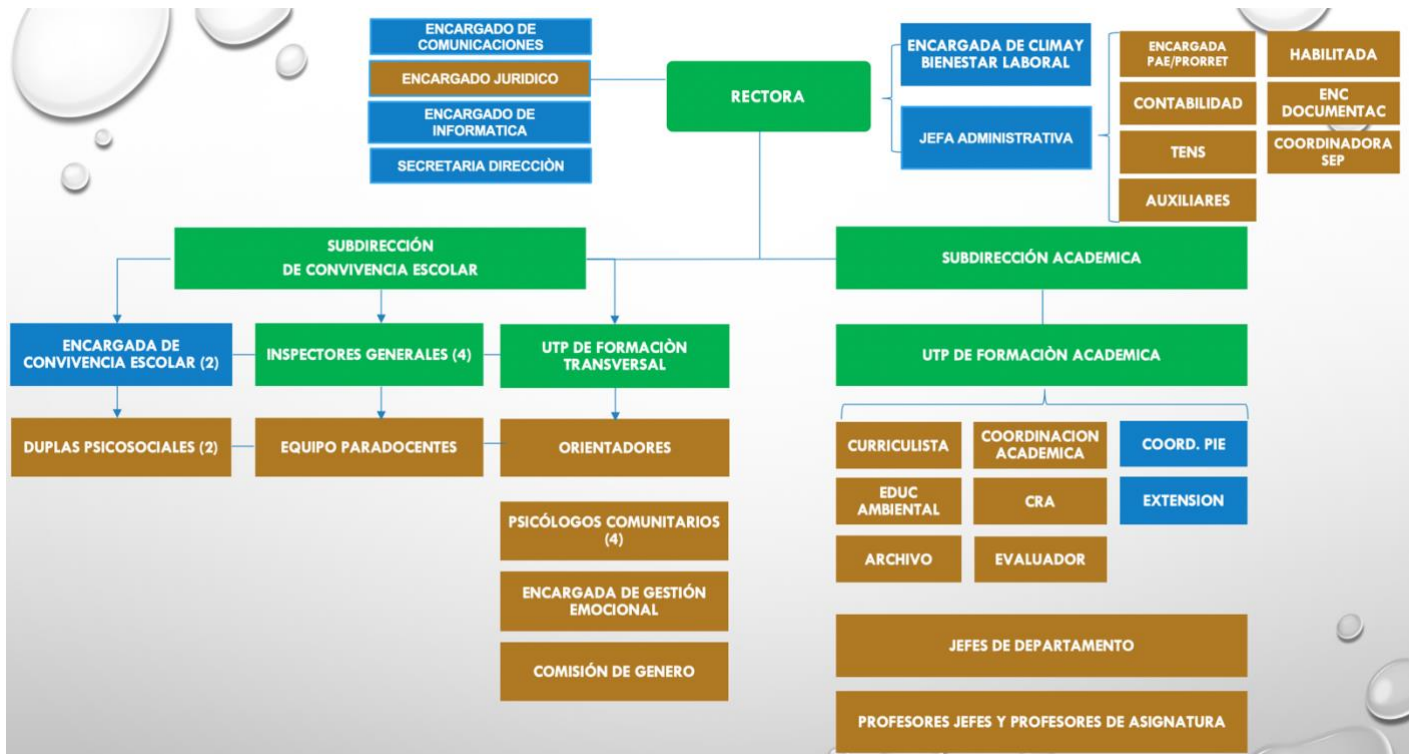 ENCARGADO DE
COMUNICACIONES
ENCARGADO JURIDICO
ENCARGADO DE
INFORMATICA
SECRETARIA DIRECCIÒN
RECTORA
ENCARGADA DE CLIMAY
BIENESTAR LABORAL
JEFA ADMINISTRATIVA
ENCARGADA
PAE/PRORRET
HABILITADA
CONTABILIDAD
ENC
DOCUMENTAC
TENS
COORDINADORA
SEP
AUXILIARES
SUBDIRECCIÓN
DE CONVIVENCIA ESCOLAR
SUBDIRECCIÓN ACADEMICA
ENCARGADA DE
CONVIVENCIA ESCOLAR (2)
INSPECTORES GENERALES (4)
UTP DE FORMACIÒN
TRANSVERSAL
UTP DE FORMACIÒN ACADEMICA
DUPLAS PSICOSOCIALES (2)
EQUIPO PARADOCENTES
ORIENTADORES
PSICÓLOGOS COMUNITARIOS
(4)
ENCARGADA DE GESTIÓN
EMOCIONAL
COMISIÓN DE GENERO
CURRICULISTA
COORDINACION
ACADEMICA
COORD. PIE
EDUC
AMBIENTAL
CRA
EXTENSION
ARCHIVO
EVALUADOR
JEFES DE DEPARTAMENTO
PROFESORES JEFES Y PROFESORES DE ASIGNATURA